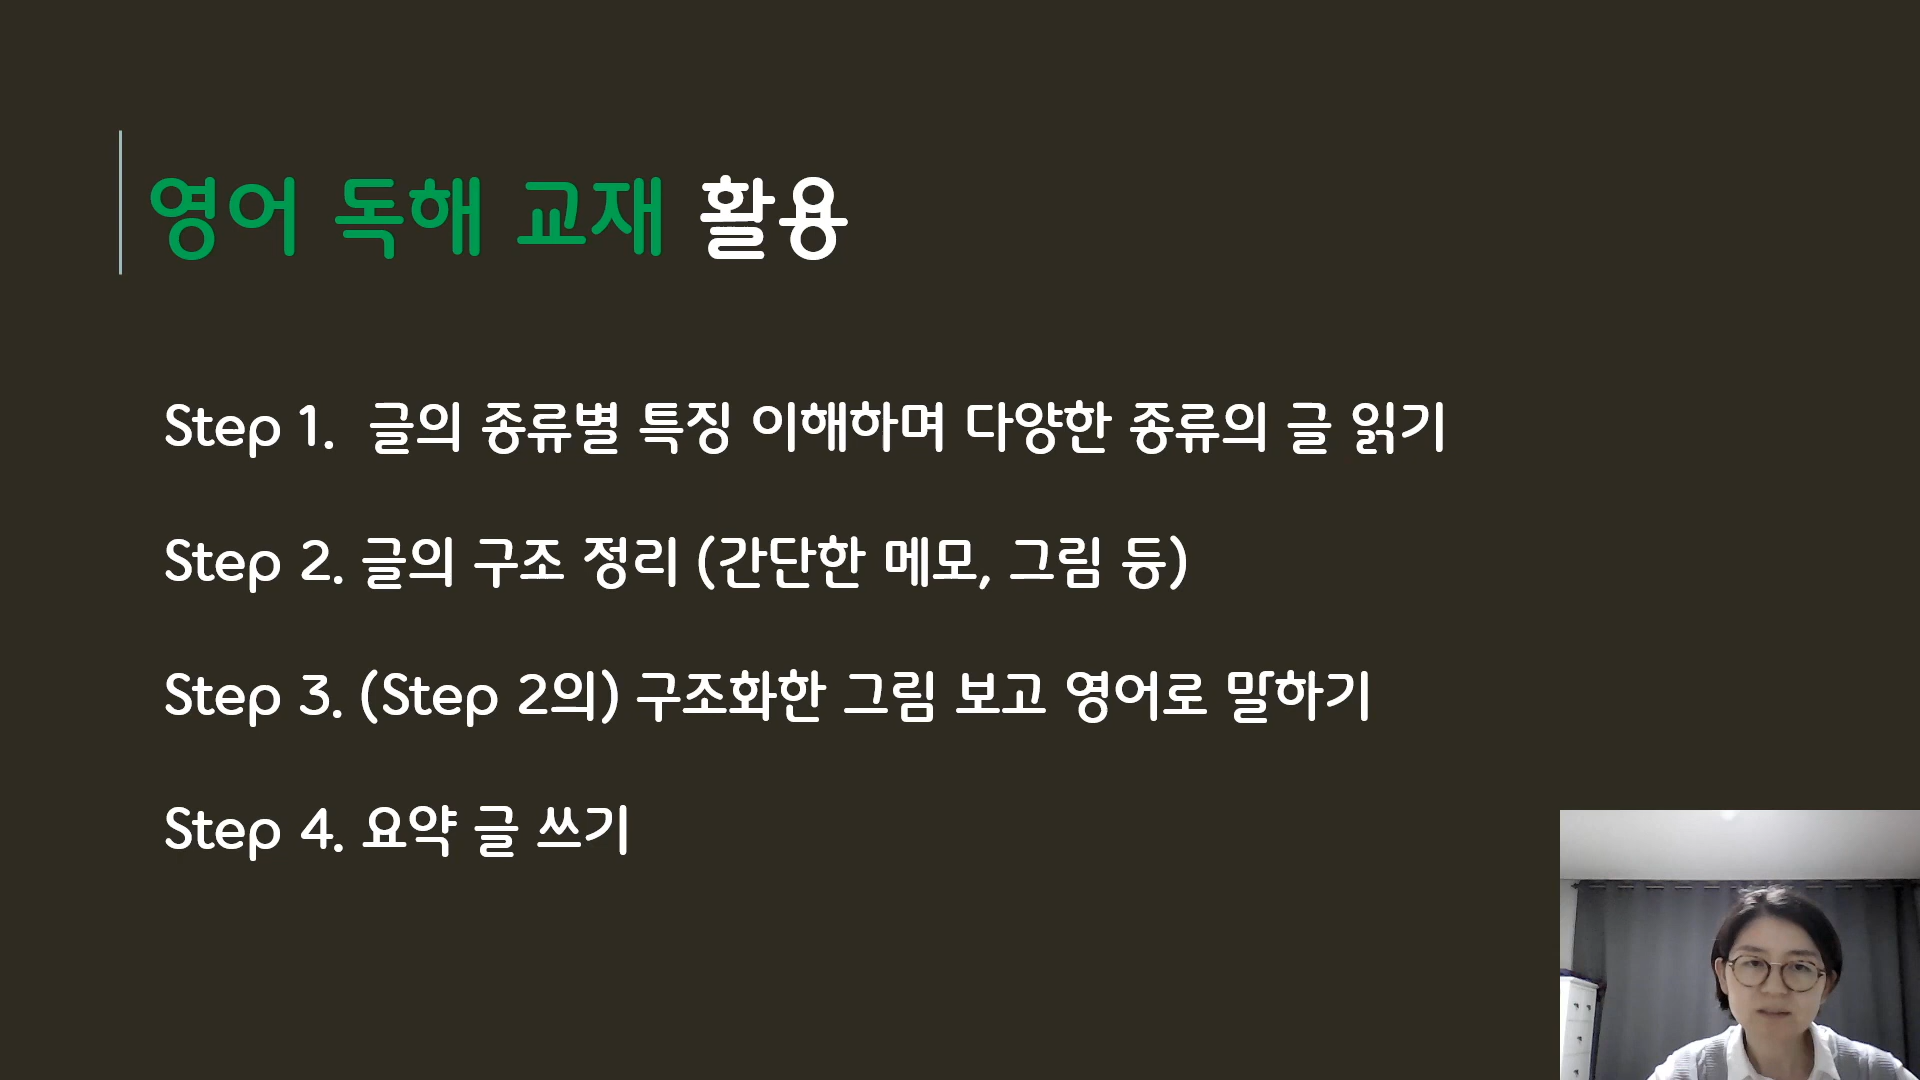 영어 독해 교재 활용
Step 1. 글의 종류별 특징 이해하며 다양한 종류의 글 읽기
Step 2. 글의 구조 정리 (간단한 메모, 그림 등)
Step 3. (Step 2의) 구조화한 그림 보고 영어로 말하기
Step 4. 요약 글 쓰기